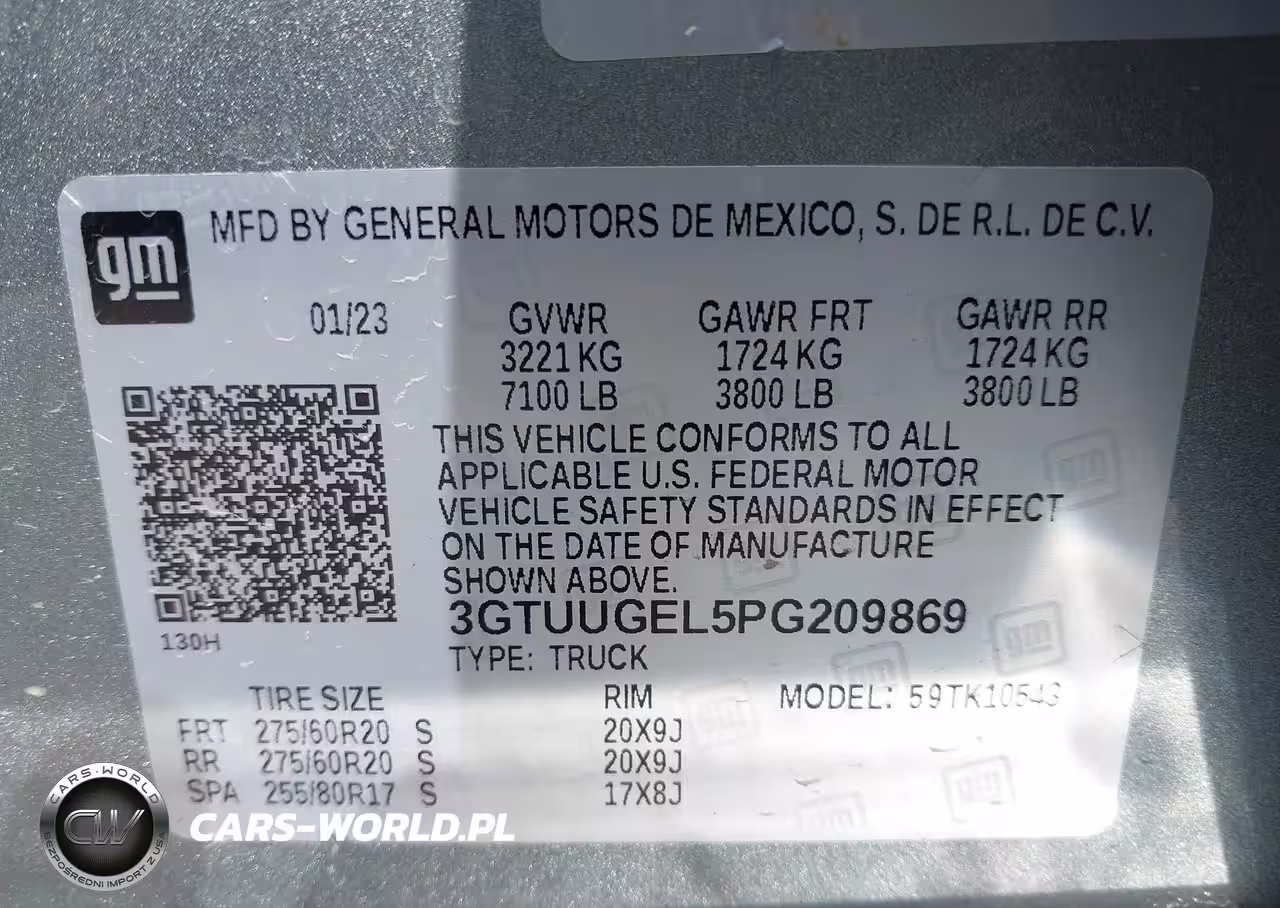 gm
MFD BY GENERAL MOTORS DE MEXICO, S. DE R.L. DE C.V.
01/23 GVWR GAWR FRT GAWR RR
3221 KG 1724 KG 1724 KG
7100 LB 3800 LB 3800 LB
THIS VEHICLE CONFORMS TO ALL
APPLICABLE U.S. FEDERAL MOTOR
VEHICLE SAFETY STANDARDS IN EFFECT
ON THE DATE OF MANUFACTURE
SHOWN ABOVE.
3GTUUGEL5PG209869
130H
TYPE: TRUCK
TIRE SIZE RIM MODEL: 59TK10543
FRT 275/60R20 S 20X9J
RR 275/60R20 S 20X9J
SPA 255/80R17 S 17X8J
CARS-WORLD
CW
BEZPOŚREDNI IMPORT Z USA
CARS-WORLD.PL